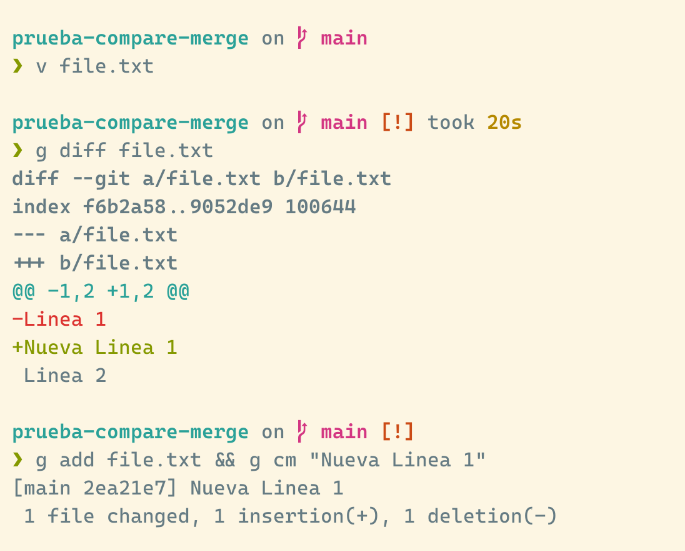 prueba-compare-merge on main
❯ v file.txt
prueba-compare-merge on main [!] took 20s
❯ g diff file.txt
diff --git a/file.txt b/file.txt
index f6b2a58..9052de9 100644
--- a/file.txt
+++ b/file.txt
@@ -1,2 +1,2 @@
-Linea 1
+Nueva Linea 1
 Linea 2
prueba-compare-merge on main [!]
❯ g add file.txt && g cm "Nueva Linea 1"
[main 2ea21e7] Nueva Linea 1
 1 file changed, 1 insertion(+), 1 deletion(-)